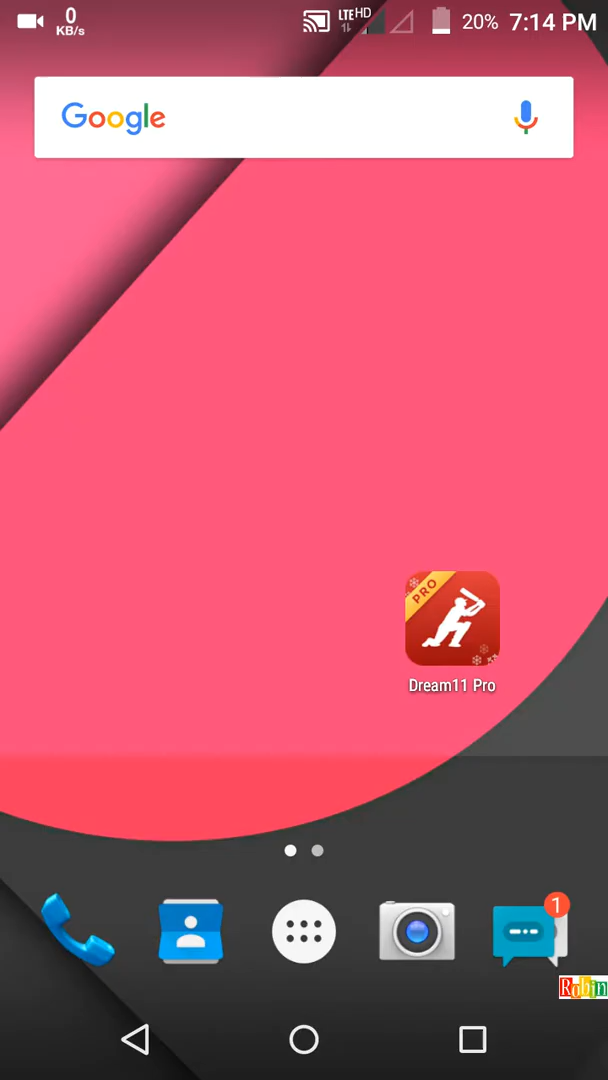 0
KB/s
LTE HD
20%
7:14 PM
Google
PRO
Dream11 Pro
1
Robin